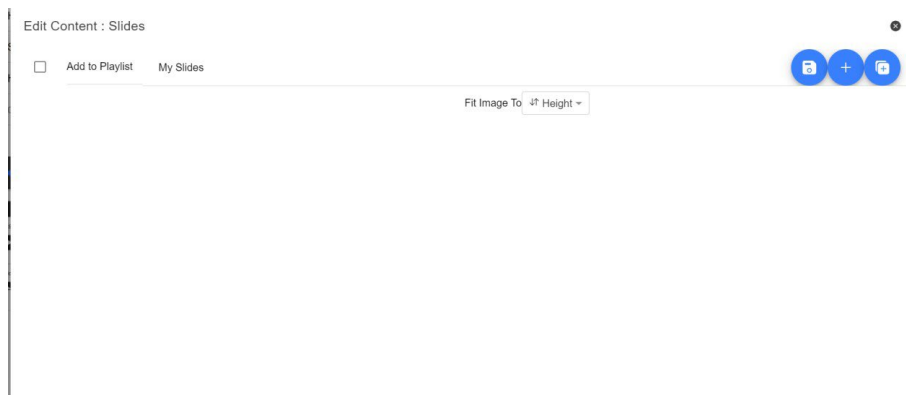 Edit Content : Slides
Add to Playlist
My Slides
Fit Image To
Height